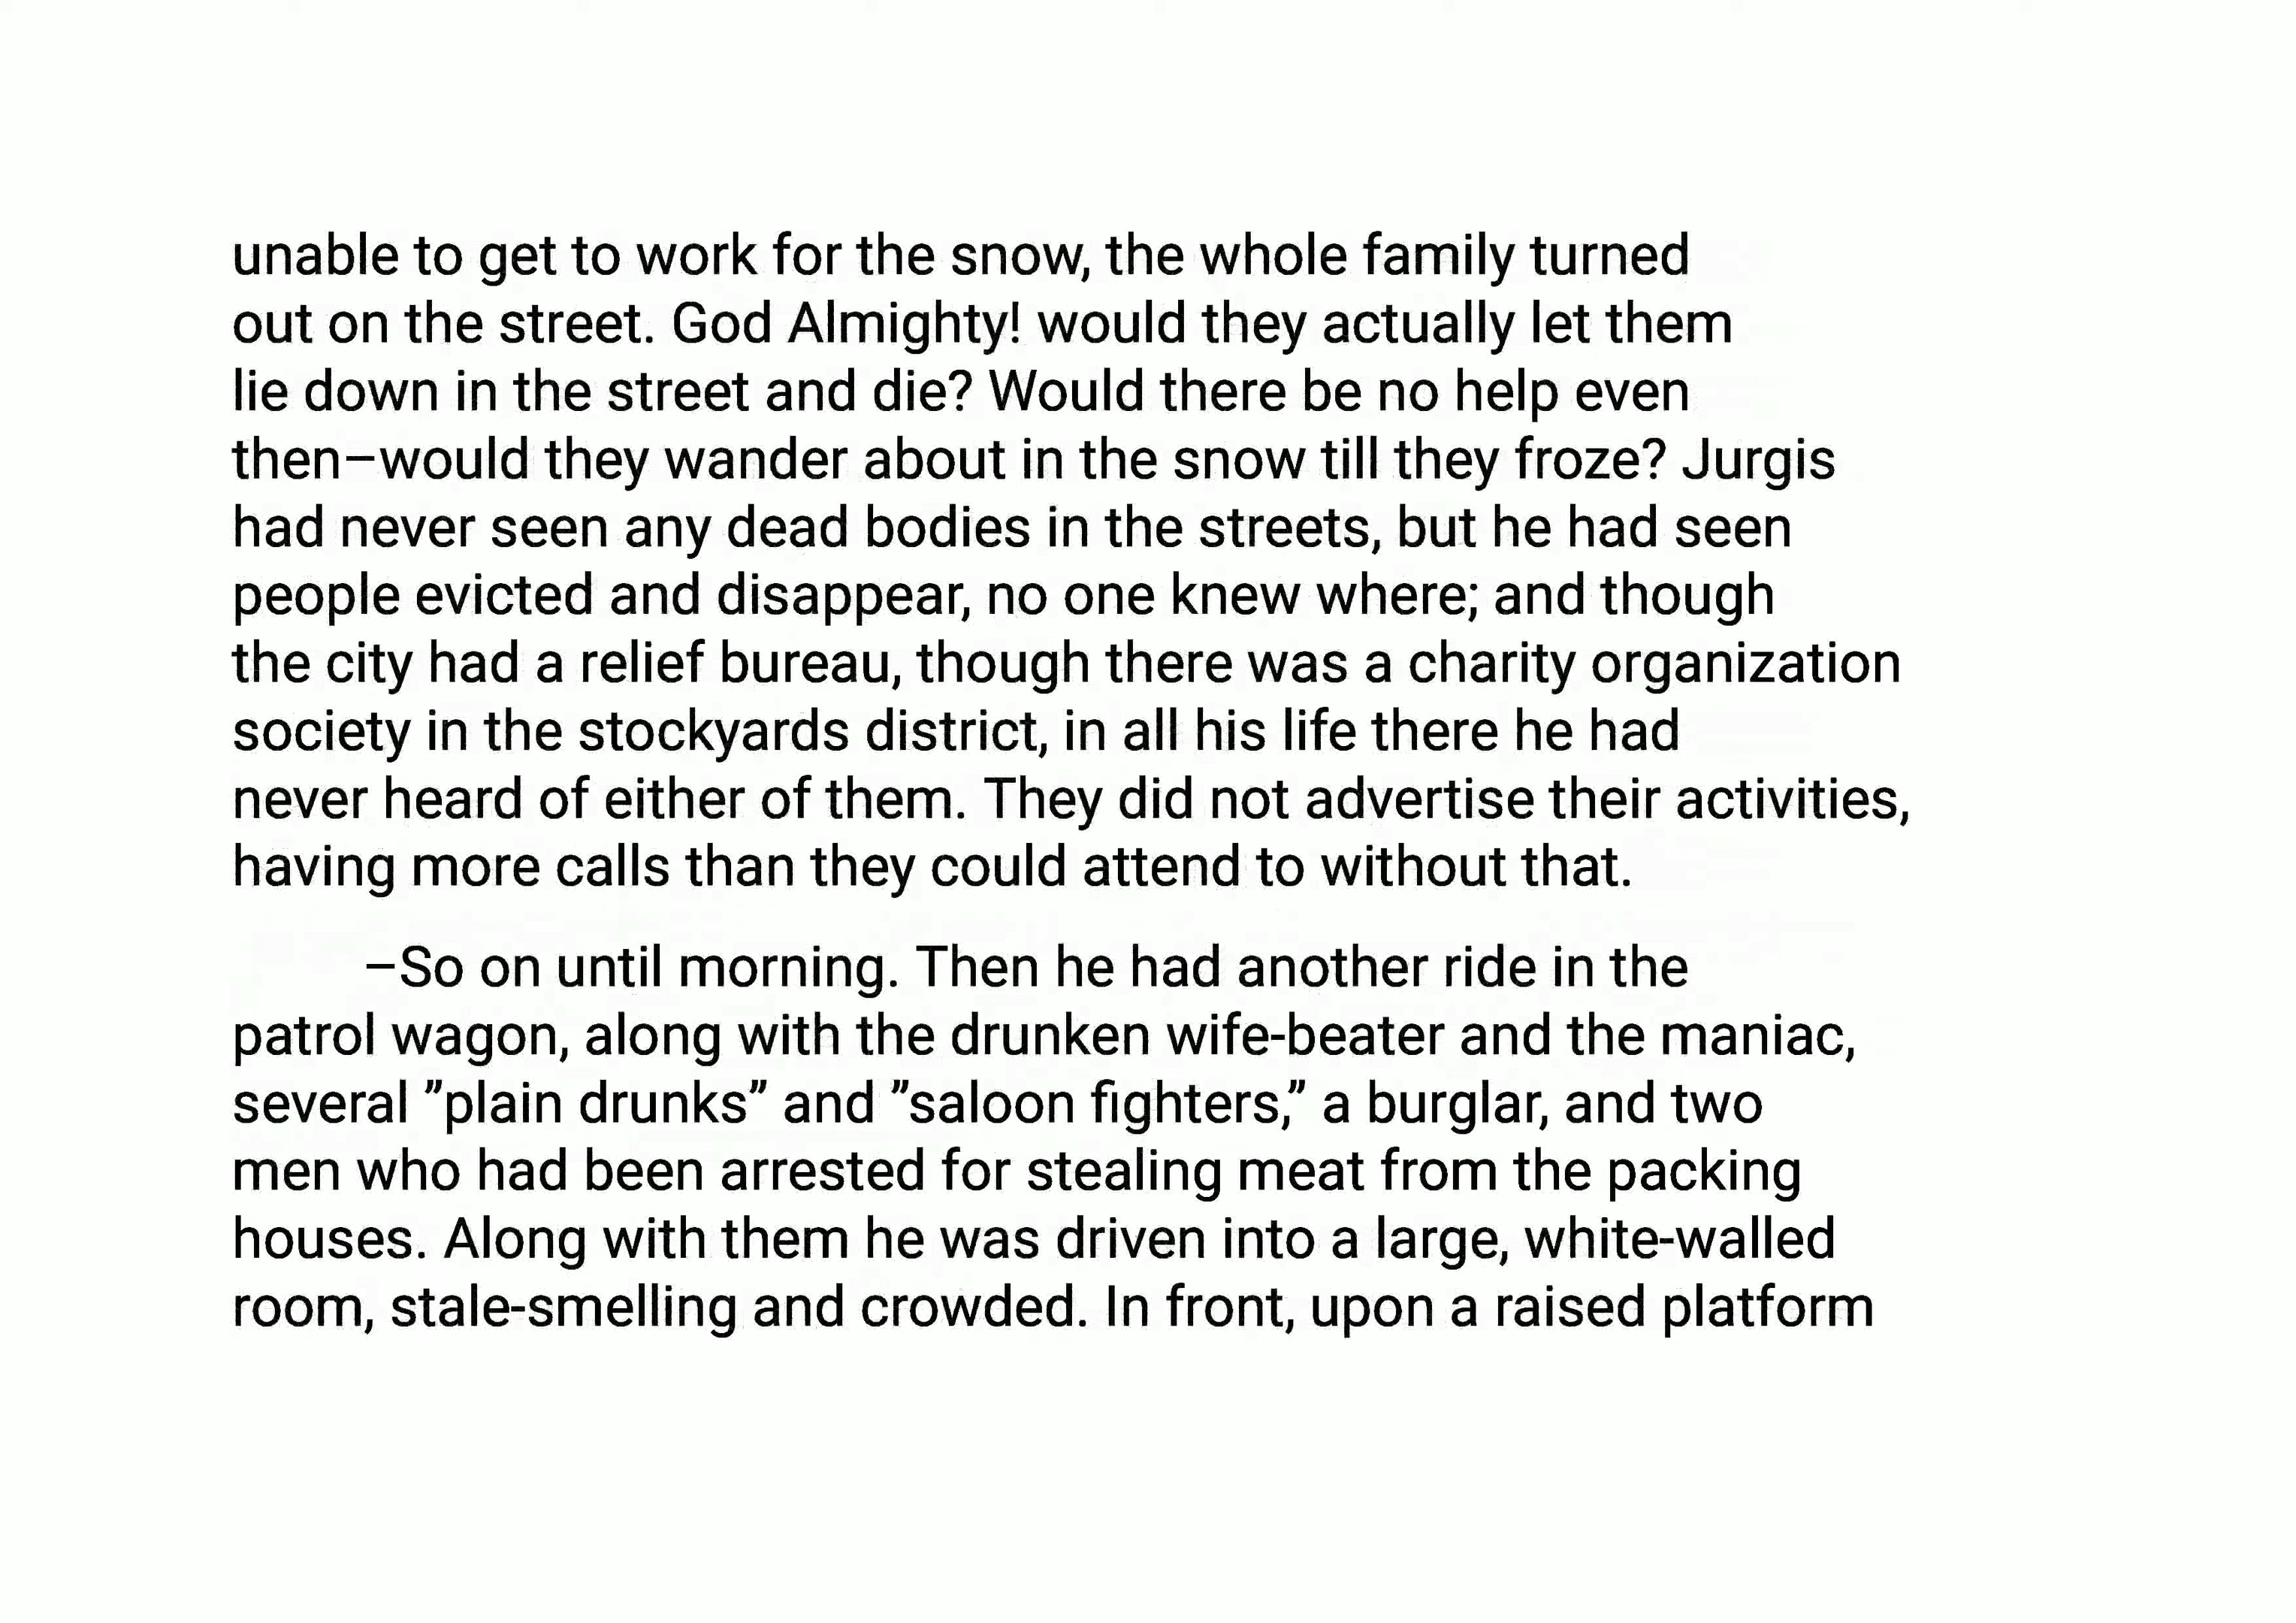 unable to get to work for the snow, the whole family turned
out on the street. God Almighty! would they actually let them
lie down in the street and die? Would there be no help even
then–would they wander about in the snow till they froze? Jurgis
had never seen any dead bodies in the streets, but he had seen
people evicted and disappear, no one knew where; and though
the city had a relief bureau, though there was a charity organization
society in the stockyards district, in all his life there he had
never heard of either of them. They did not advertise their activities,
having more calls than they could attend to without that.
–So on until morning. Then he had another ride in the
patrol wagon, along with the drunken wife-beater and the maniac,
several ”plain drunks” and ”saloon fighters,” a burglar, and two
men who had been arrested for stealing meat from the packing
houses. Along with them he was driven into a large, white-walled
room, stale-smelling and crowded. In front, upon a raised platform